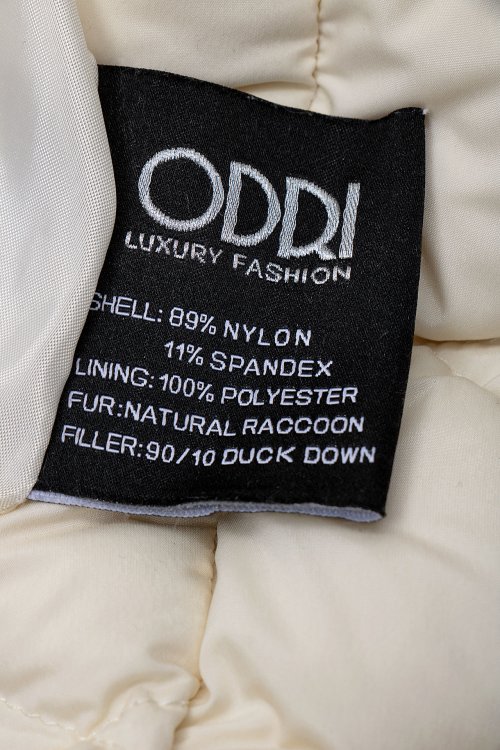 ODRI
LUXURY FASHION
SHELL: 89% NYLON
11% SPANDEX
LINING: 100% POLYESTER
FUR:NATURAL RACCOON
FILLER: 90/10 DUCK DOWN